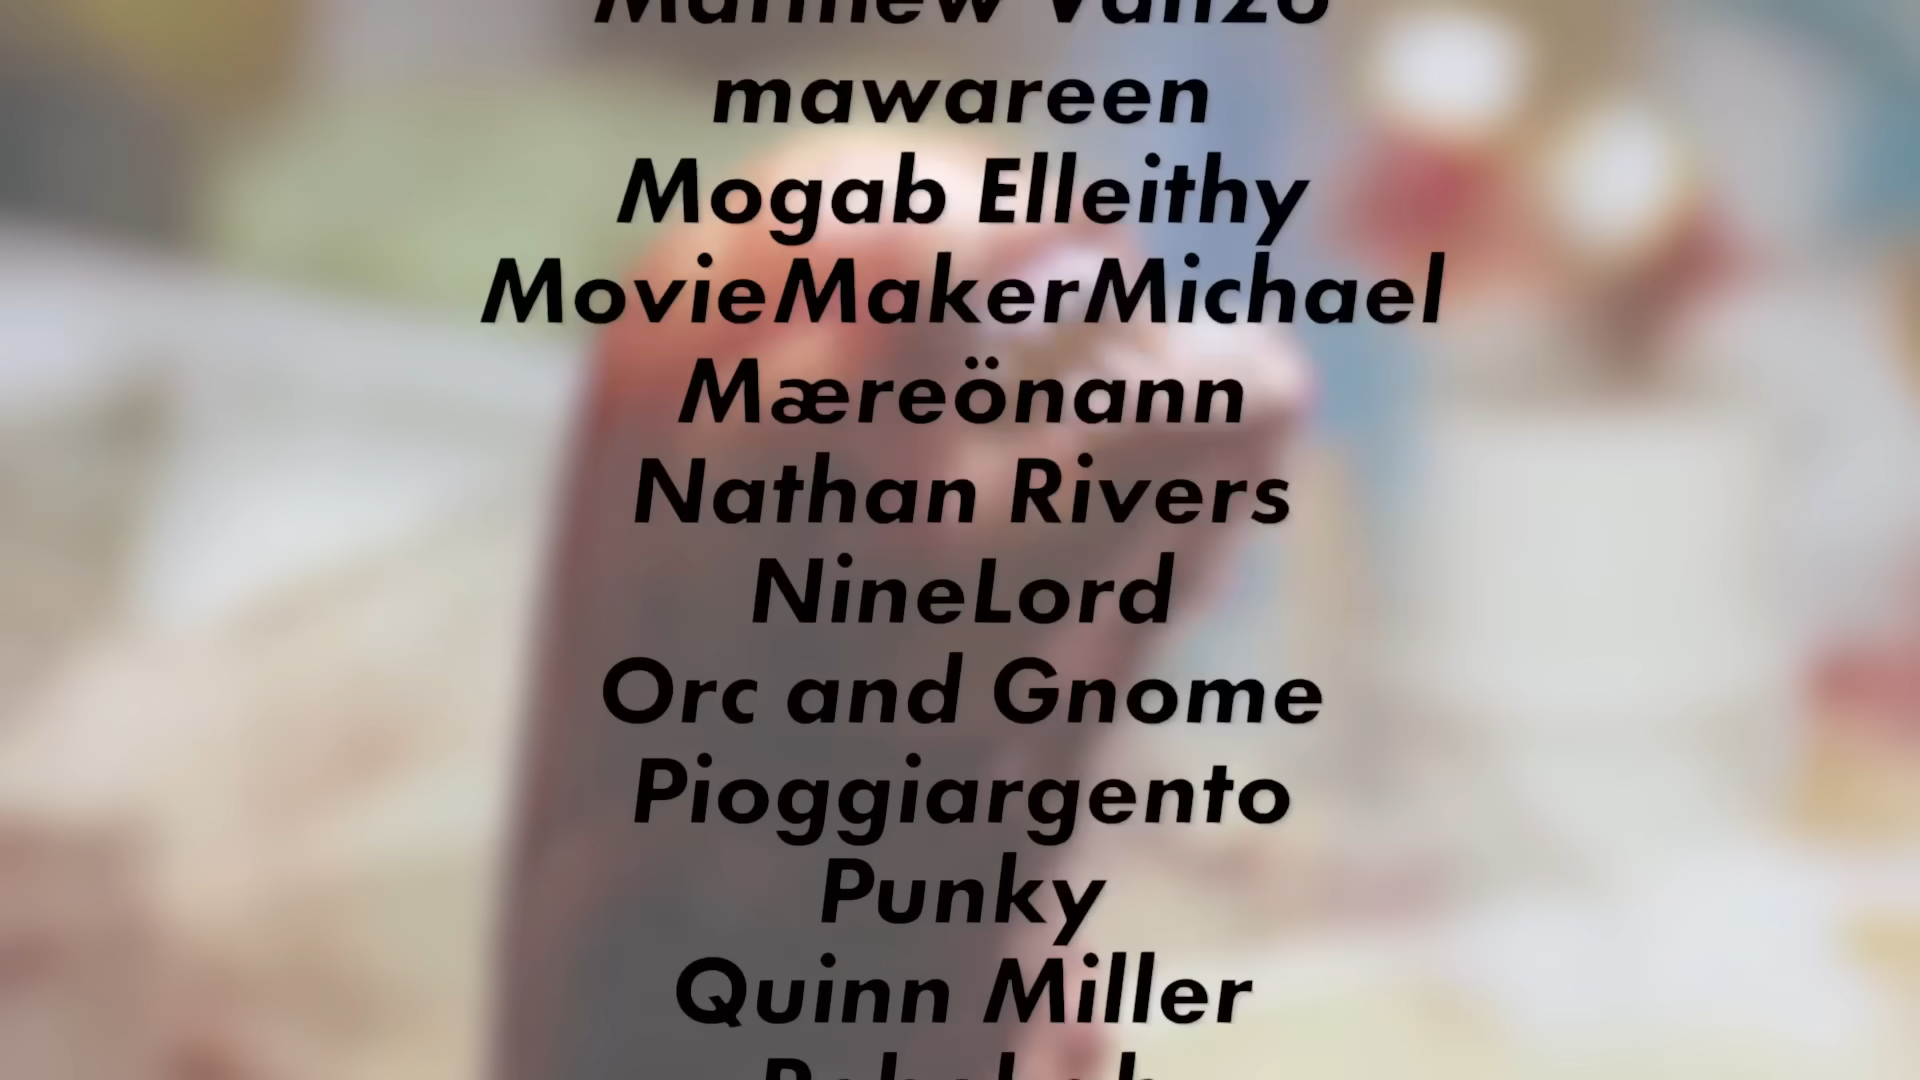 mawareen
Mogab Elleithy
MovieMakerMichael
Mæreönann
Nathan Rivers
NineLord
Orc and Gnome
Pioggiargento
Punky
Quinn Miller